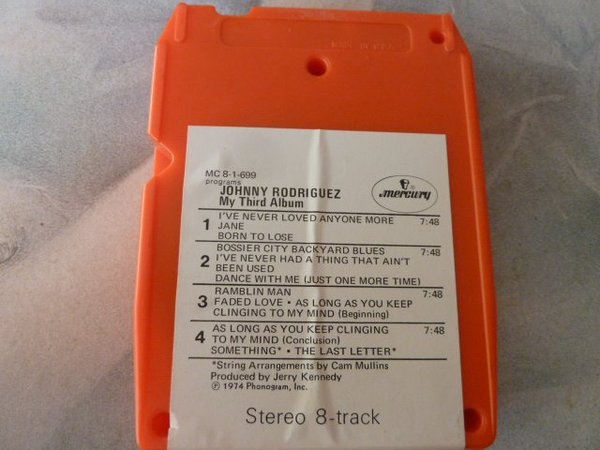 MADE IN U.S.A.
MC 8-1-699
programs
JOHNNY RODRIGUEZ
My Third Album
mercury
1 I'VE NEVER LOVED ANYONE MORE 7:48
JANE
BORN TO LOSE
2 BOSSIER CITY BACKYARD BLUES 7:48
I'VE NEVER HAD A THING THAT AIN'T
BEEN USED
DANCE WITH ME (JUST ONE MORE TIME)
3 RAMBLIN MAN 7:48
FADED LOVE • AS LONG AS YOU KEEP
CLINGING TO MY MIND (Beginning)
4 AS LONG AS YOU KEEP CLINGING 7:48
TO MY MIND (Conclusion)
SOMETHING* • THE LAST LETTER*
*String Arrangements by Cam Mullins
Produced by Jerry Kennedy
℗ 1974 Phonogram, Inc.
Stereo 8-track